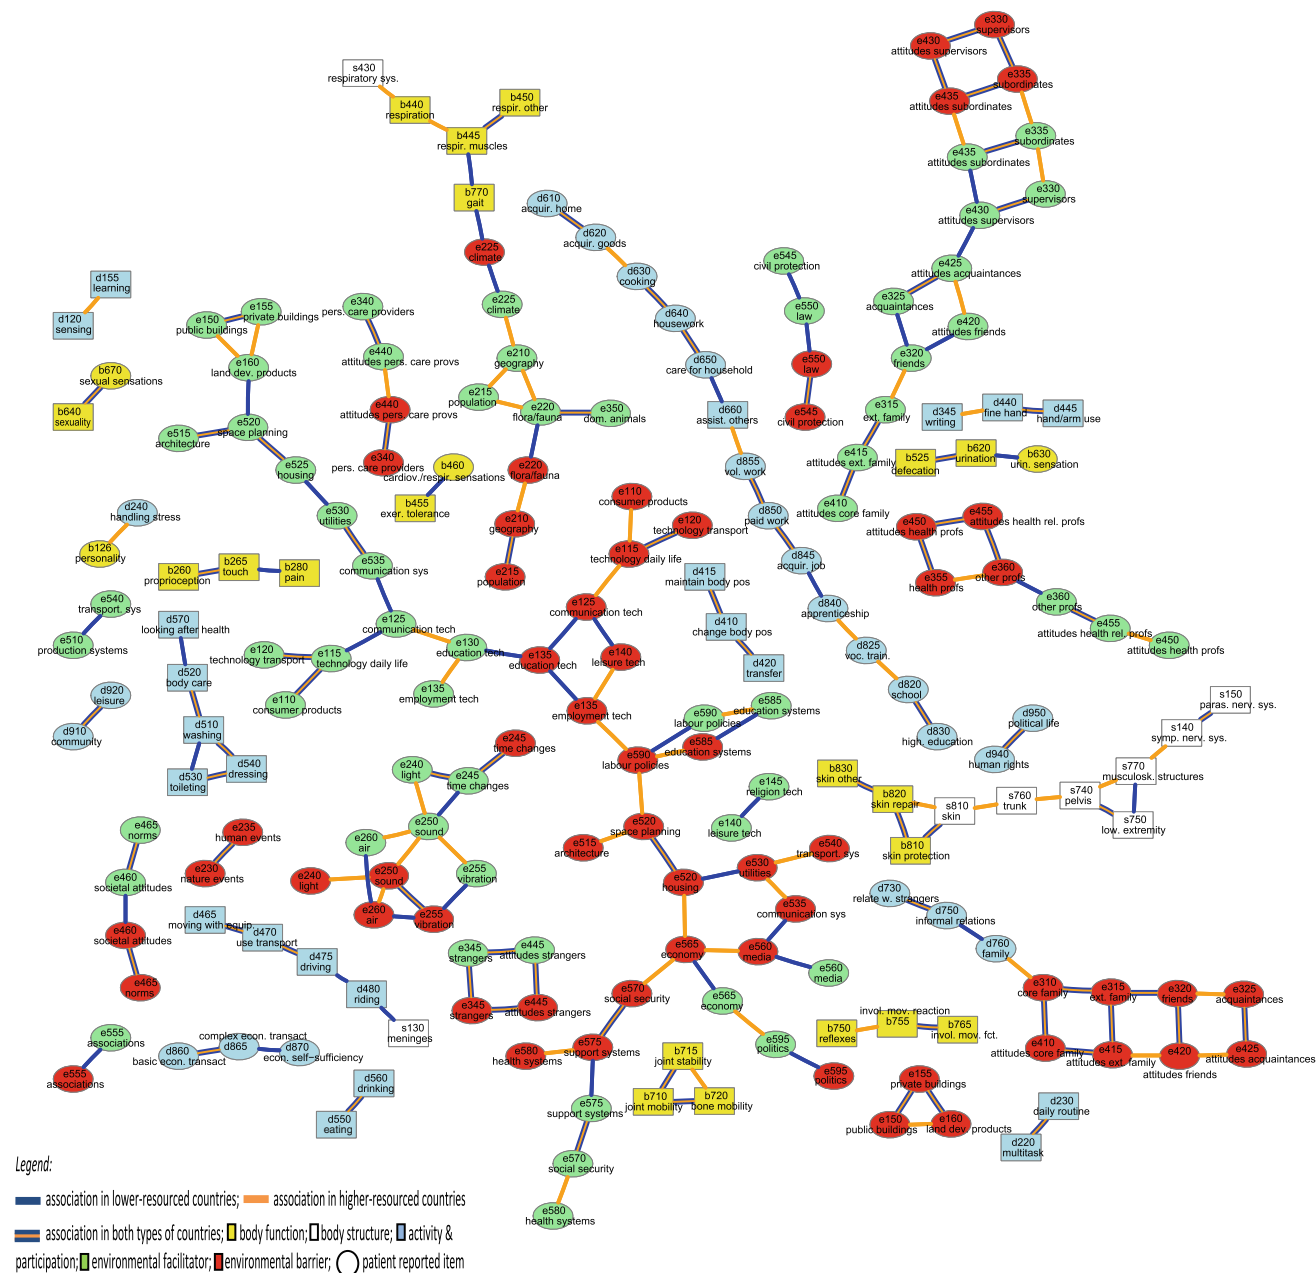 e330
supervisors
e430
attitudes supervisors
e335
subordinates
e435
attitudes subordinates
e335
subordinates
e435
attitudes subordinates
e330
supervisors
e430
attitudes supervisors
e425
attitudes acquaintances
e325
acquaintances
e420
attitudes friends
e320
friends
e315
ext. family
e415
attitudes ext. family
e410
attitudes core family
s430
respiratory sys.
b440
respiration
b450
respir. other
b445
respir. muscles
b770
gait
e225
climate
e225
climate
e210
geography
e215
population
e220
flora/fauna
e350
dom. animals
e220
flora/fauna
e210
geography
e215
population
d610
acquir. home
d620
acquir. goods
d630
cooking
d640
housework
d650
care for household
d660
assist. others
d855
vol. work
d850
paid work
d845
acquir. job
d840
apprenticeship
d825
voc. train.
d820
school
d830
high. education
e545
civil protection
e550
law
e550
law
e545
civil protection
d155
learning
d120
sensing
b670
sexual sensations
b640
sexuality
e155
private buildings
e150
public buildings
e160
land dev. products
e520
space planning
e515
architecture
e525
housing
e530
utilities
e535
communication sys
e125
communication tech
e120
technology transport
e115
technology daily life
e110
consumer products
e130
education tech
e135
employment tech
e340
pers. care providers
e440
attitudes pers. care provs
e440
attitudes pers. care provs
e340
pers. care providers
b460
cardiov./respir. sensations
b455
exer. tolerance
d345
writing
d440
fine hand
d445
hand/arm use
b525
defecation
b620
urination
b630
urin. sensation
e450
attitudes health profs
e455
attitudes health rel. profs
e355
health profs
e360
other profs
e360
other profs
e455
attitudes health rel. profs
e450
attitudes health profs
e110
consumer products
e120
technology transport
e115
technology daily life
e125
communication tech
e135
education tech
e140
leisure tech
e135
employment tech
d415
maintain body pos
d410
change body pos
d420
transfer
d240
handling stress
b126
personality
b260
proprioception
b265
touch
b280
pain
e540
transport. sys
e510
production systems
d570
looking after health
d520
body care
d510
washing
d540
dressing
d530
toileting
d920
leisure
d910
community
e590
labour policies
e585
education systems
e585
education systems
e590
labour policies
e145
religion tech
e140
leisure tech
d950
political life
d940
human rights
s150
paras. nerv. sys.
s140
symp. nerv. sys.
s770
musculosk. structures
s740
pelvis
s750
low. extremity
s760
trunk
s810
skin
b830
skin other
b820
skin repair
b810
skin protection
e245
time changes
e240
light
e245
time changes
e250
sound
e260
air
e255
vibration
e240
light
e250
sound
e260
air
e255
vibration
e465
norms
e460
societal attitudes
e460
societal attitudes
e465
norms
e235
human events
e230
nature events
d465
moving with equip.
d470
use transport
d475
driving
d480
riding
s130
meninges
e520
space planning
e515
architecture
e520
housing
e530
utilities
e540
transport. sys
e535
communication sys
e560
media
e560
media
e565
economy
e565
economy
e595
politics
e595
politics
e570
social security
e575
support systems
e580
health systems
e575
support systems
e570
social security
e580
health systems
e345
strangers
e445
attitudes strangers
e345
strangers
e445
attitudes strangers
d730
relate w. strangers
d750
informal relations
d760
family
e310
core family
e315
ext. family
e320
friends
e325
acquaintances
e410
attitudes core family
e415
attitudes ext. family
e420
attitudes friends
e425
attitudes acquaintances
e555
associations
e555
associations
complex econ. transact
d860
basic econ. transact
d865
d870
econ. self−sufficiency
d560
drinking
d550
eating
b715
joint stability
b710
joint mobility
b720
bone mobility
invol. mov. reaction
b750
reflexes
b755
b765
invol. mov. fct.
e155
private buildings
e150
public buildings
e160
land dev. products
d230
daily routine
d220
multitask
Legend:
association in lower-resourced countries; association in higher-resourced countries
association in both types of countries; body function; body structure; activity &
participation; environmental facilitator; environmental barrier; patient reported item